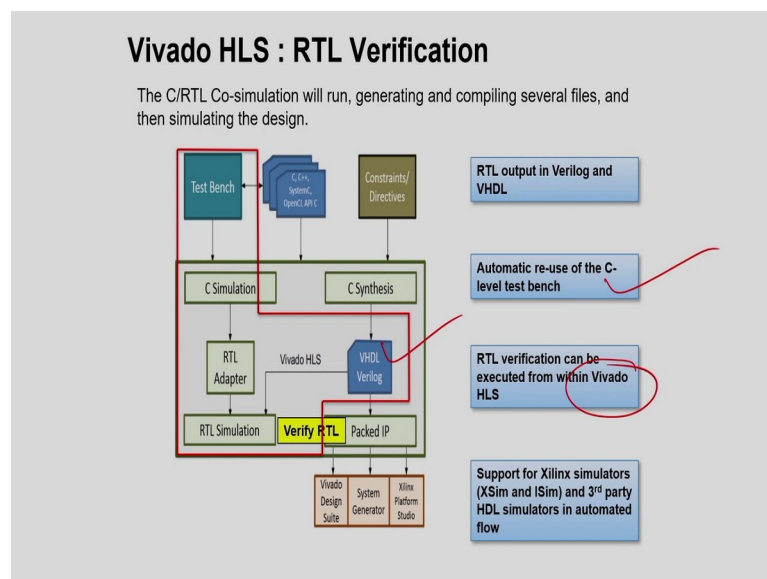 Vivado HLS : RTL Verification
The C/RTL Co-simulation will run, generating and compiling several files, and
then simulating the design.
Test Bench
C, C++,
SystemC,
OpenCL API C
Constraints/
Directives
C Simulation
C Synthesis
RTL
Adapter
Vivado HLS
VHDL
Verilog
RTL Simulation
Verify RTL
Packed IP
Vivado
Design
Suite
System
Generator
Xilinx
Platform
Studio
RTL output in Verilog and
VHDL
Automatic re-use of the C-
level test bench
RTL verification can be
executed from within Vivado
HLS
Support for Xilinx simulators
(XSim and ISim) and 3rd party
HDL simulators in automated
flow